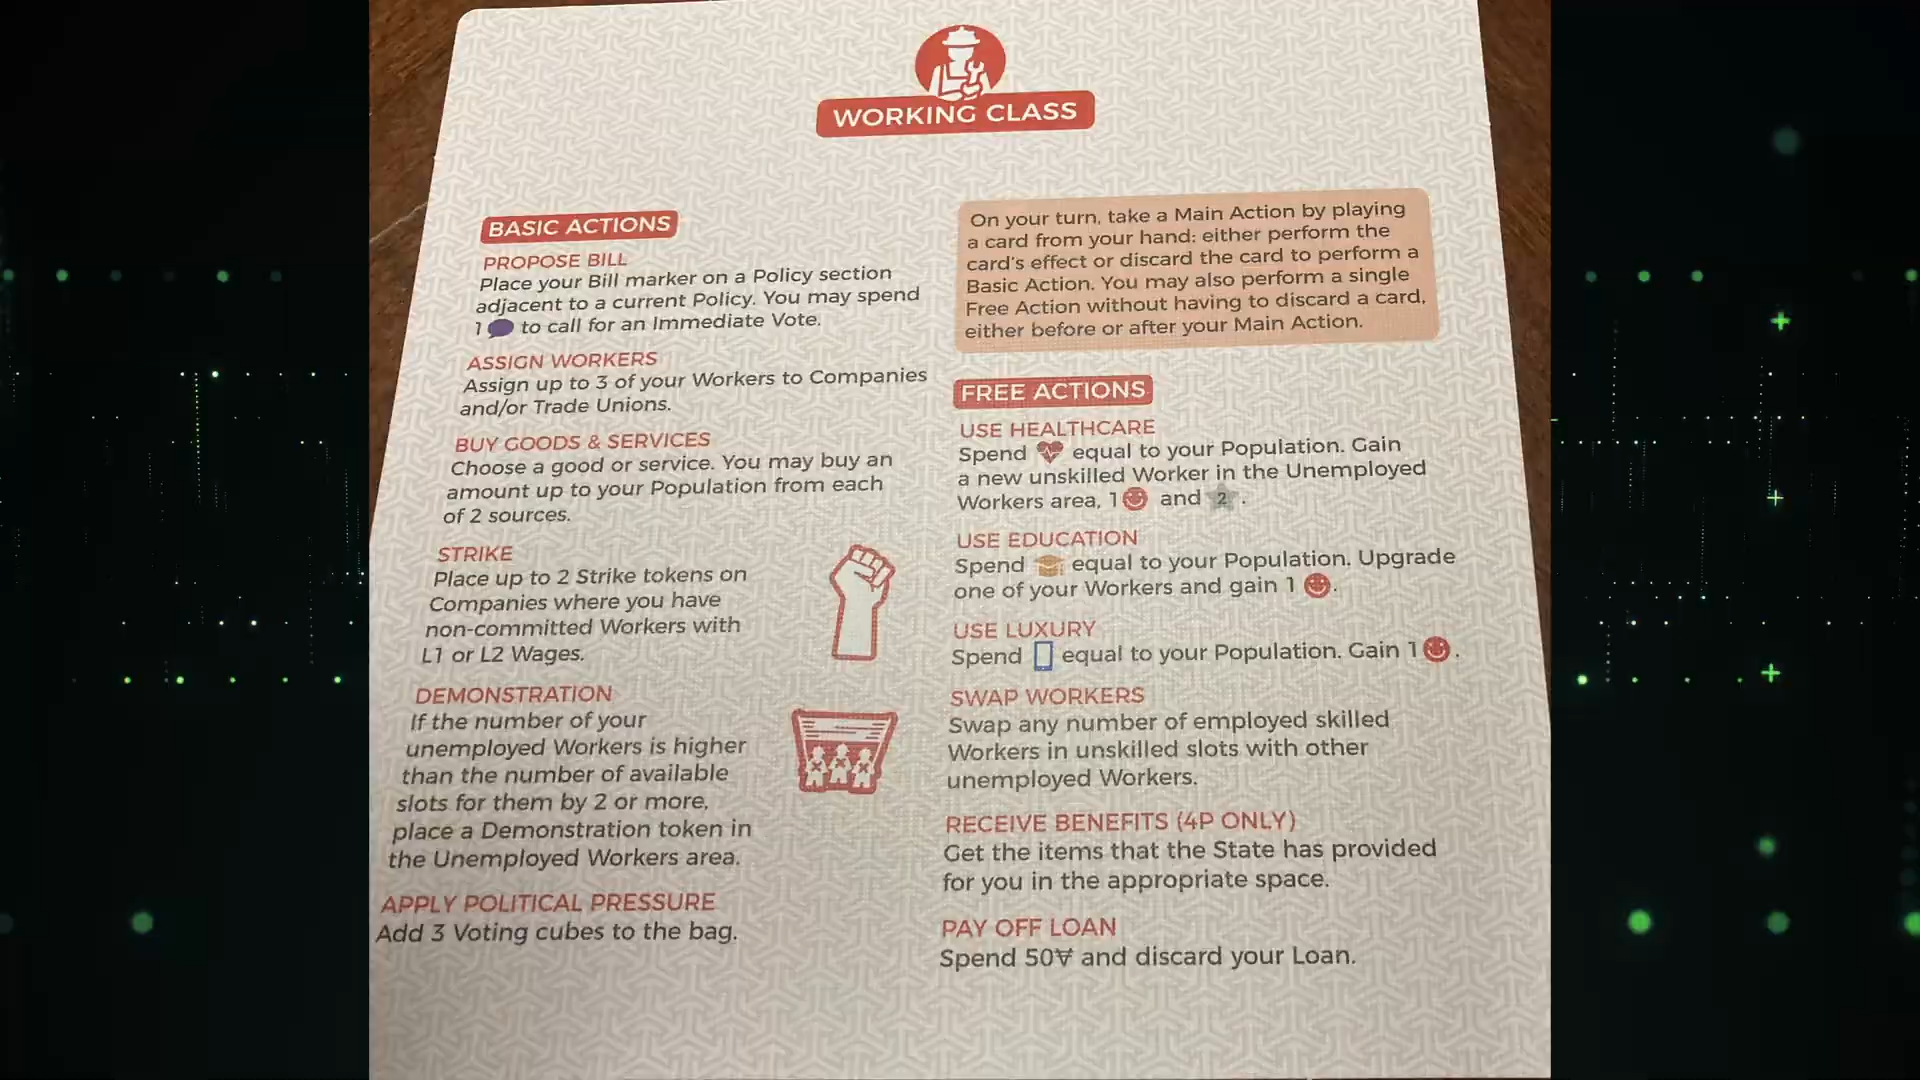 WORKING CLASS
BASIC ACTIONS
PROPOSE BILL
Place your Bill marker on a Policy section
adjacent to a current Policy. You may spend
1 to call for an Immediate Vote.
ASSIGN WORKERS
Assign up to 3 of your Workers to Companies
and/or Trade Unions.
BUY GOODS & SERVICES
Choose a good or service. You may buy an
amount up to your Population from each
of 2 sources.
STRIKE
Place up to 2 Strike tokens on
Companies where you have
non-committed Workers with
L1 or L2 Wages.
DEMONSTRATION
If the number of your
unemployed Workers is higher
than the number of available
slots for them by 2 or more,
place a Demonstration token in
the Unemployed Workers area.
APPLY POLITICAL PRESSURE
Add 3 Voting cubes to the bag.
On your turn, take a Main Action by playing
a card from your hand: either perform the
card's effect or discard the card to perform a
Basic Action. You may also perform a single
Free Action without having to discard a card,
either before or after your Main Action.
FREE ACTIONS
USE HEALTHCARE
Spend equal to your Population. Gain
a new unskilled Worker in the Unemployed
Workers area, 1 and 2.
USE EDUCATION
Spend equal to your Population. Upgrade
one of your Workers and gain 1.
USE LUXURY
Spend equal to your Population. Gain 1.
SWAP WORKERS
Swap any number of employed skilled
Workers in unskilled slots with other
unemployed Workers.
RECEIVE BENEFITS (4P ONLY)
Get the items that the State has provided
for you in the appropriate space.
PAY OFF LOAN
Spend 50 and discard your Loan.